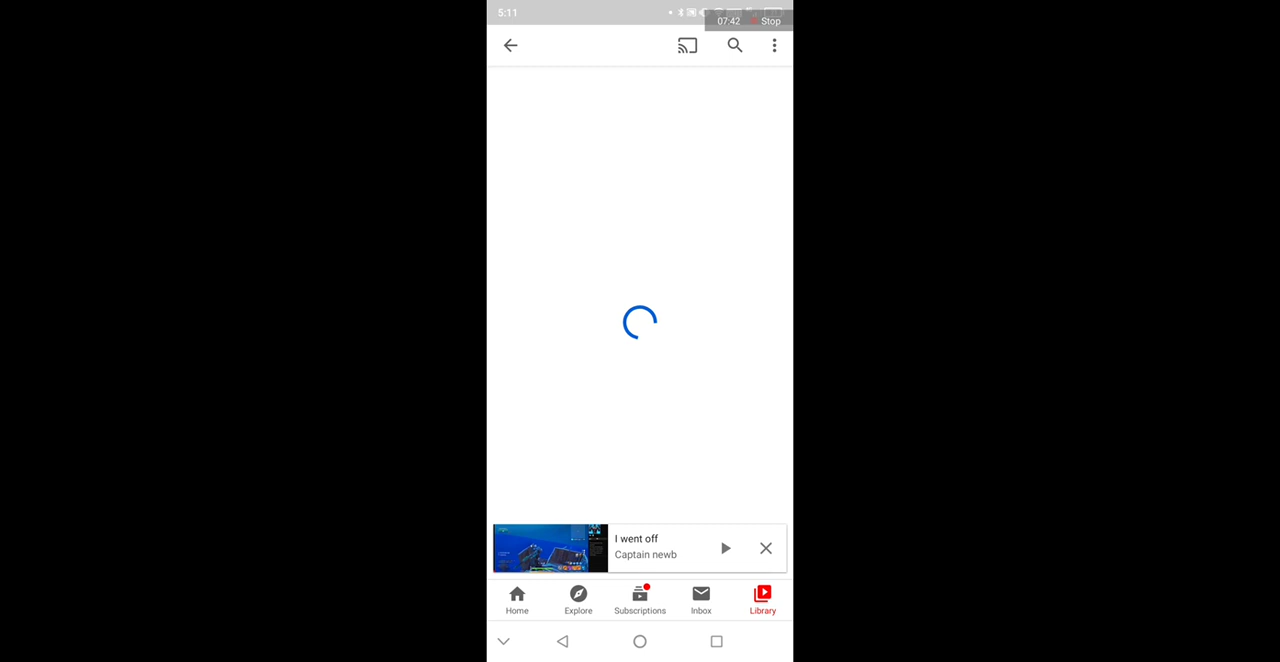 5:11
07:42 Stop
I went off
Captain newb
Home Explore Subscriptions Inbox Library